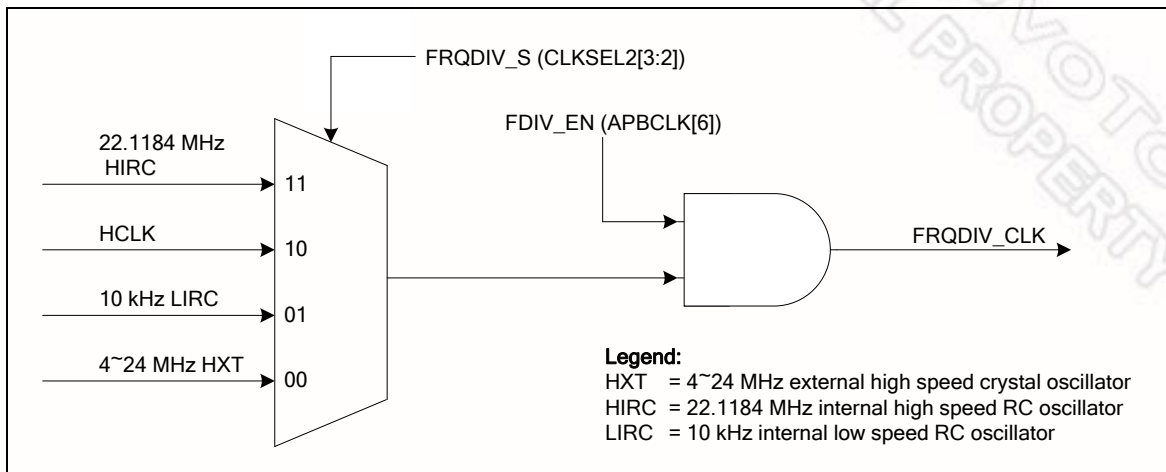 FRQDIV_S (CLKSEL2[3:2])
FDIV_EN (APBCLK[6])
22.1184 MHz
HIRC
11
HCLK
10
10 kHz LIRC
01
4~24 MHz HXT
00
FRQDIV_CLK
Legend:
HXT = 4~24 MHz external high speed crystal oscillator
HIRC = 22.1184 MHz internal high speed RC oscillator
LIRC = 10 kHz internal low speed RC oscillator
PROPERTY